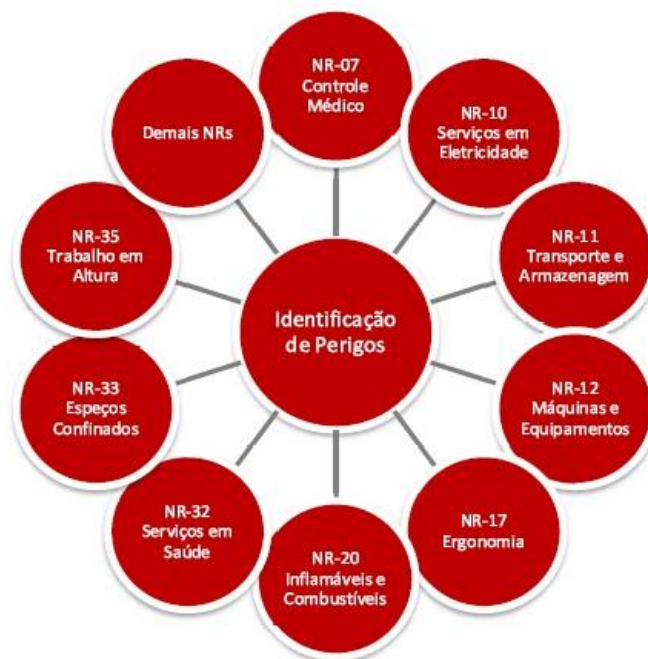 NR-07
Controle
Médico
NR-10
Serviços em
Eletricidade
NR-11
Transporte e
Armazenagem
NR-12
Máquinas e
Equipamentos
NR-17
Ergonomia
NR-20
Inflamáveis e
Combustíveis
NR-32
Serviços em
Saúde
NR-33
Espeços
Confinados
NR-35
Trabalho em
Altura
Demais NRs
Identificação
de Perigos